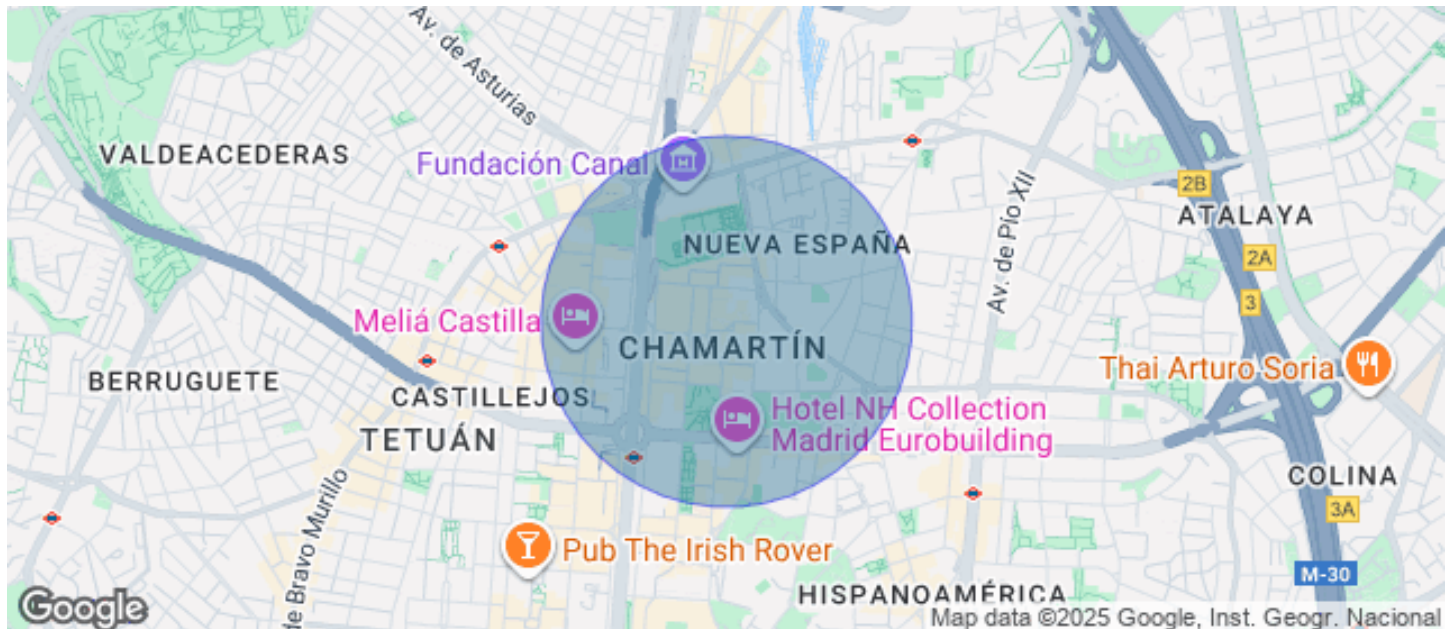 Av. de Asturias
VALDEACEDERAS
Fundación Canal
NUEVA ESPAÑA
Av. de Pío XII
2B
ATALAYA
2A
3
Meliá Castilla
CHAMARTÍN
Thai Arturo Soria
BERRUGUETE
CASTILLEJOS
Hotel NH Collection
Madrid Eurobuilding
TETUÁN
COLINA
3A
de Bravo Murillo
Pub The Irish Rover
M-30
HISPANOAMÉRICA
Google
Map data ©2025 Google, Inst. Geogr. Nacional